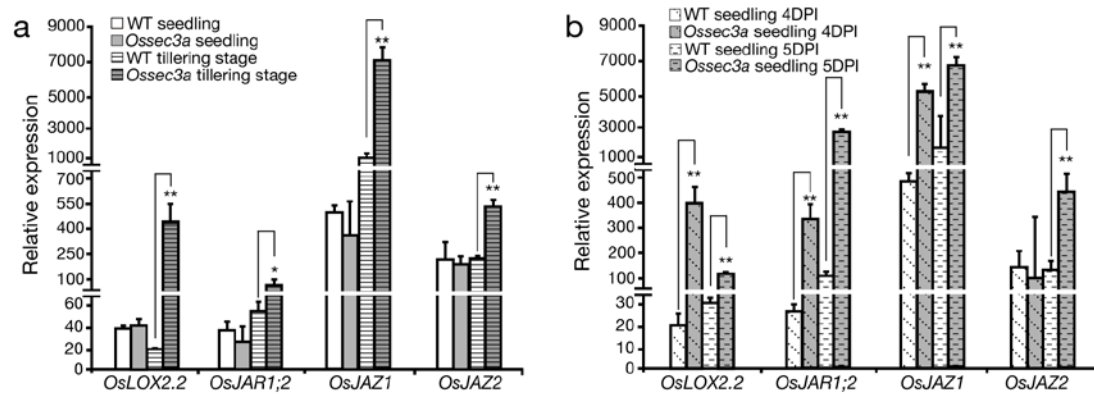 a
WT seedling
Ossec3a seedling
WT tillering stage
Ossec3a tillering stage
Relative expression
9000
7000
5000
3000
1000
700
550
400
250
100
60
40
20
0
**
*
**
**
OsLOX2.2 OsJAR1;2 OsJAZ1 OsJAZ2
b
WT seedling 4DPI
Ossec3a seedling 4DPI
WT seedling 5DPI
Ossec3a seedling 5DPI
Relative expression
9000
7000
5000
3000
1000
500
400
300
200
100
30
20
10
0
**
**
**
**
**
**
**
OsLOX2.2 OsJAR1;2 OsJAZ1 OsJAZ2